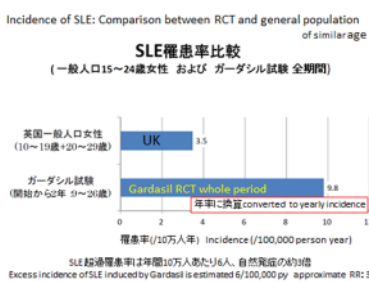 Incidence of SLE: Comparison between RCT and general population
of similar age
SLE罹患率比較
(一般人口15～24歳女性 および ガーダシル試験 全期間)
英国一般人口女性
(10～19歳+20～29歳)
UK
3.5
ガーダシル試験
(開始から2年 9～26歳)
Gardasil RCT whole period
9.8
年率に換算converted to yearly incidence
0 2 4 6 8 10 1
罹患率(/10万人年) Incidence (/100,000 person year)
SLE超過罹患率は年間10万人あたり6人、自然発症の約3倍
Excess incidence of SLE induced by Gardasil is estimated 6/100,000 py approximate RR: 3